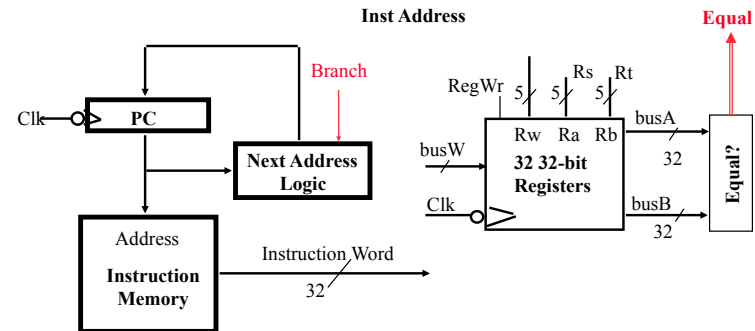 Inst Address
Equal
Branch
Clk
PC
Next Address
Logic
Address
Instruction
Memory
Instruction Word
32
RegWr
5
5
5
Rs
Rt
busW
Rw
Ra
Rb
32 32-bit
Registers
Clk
busA
32
busB
32
Equal?